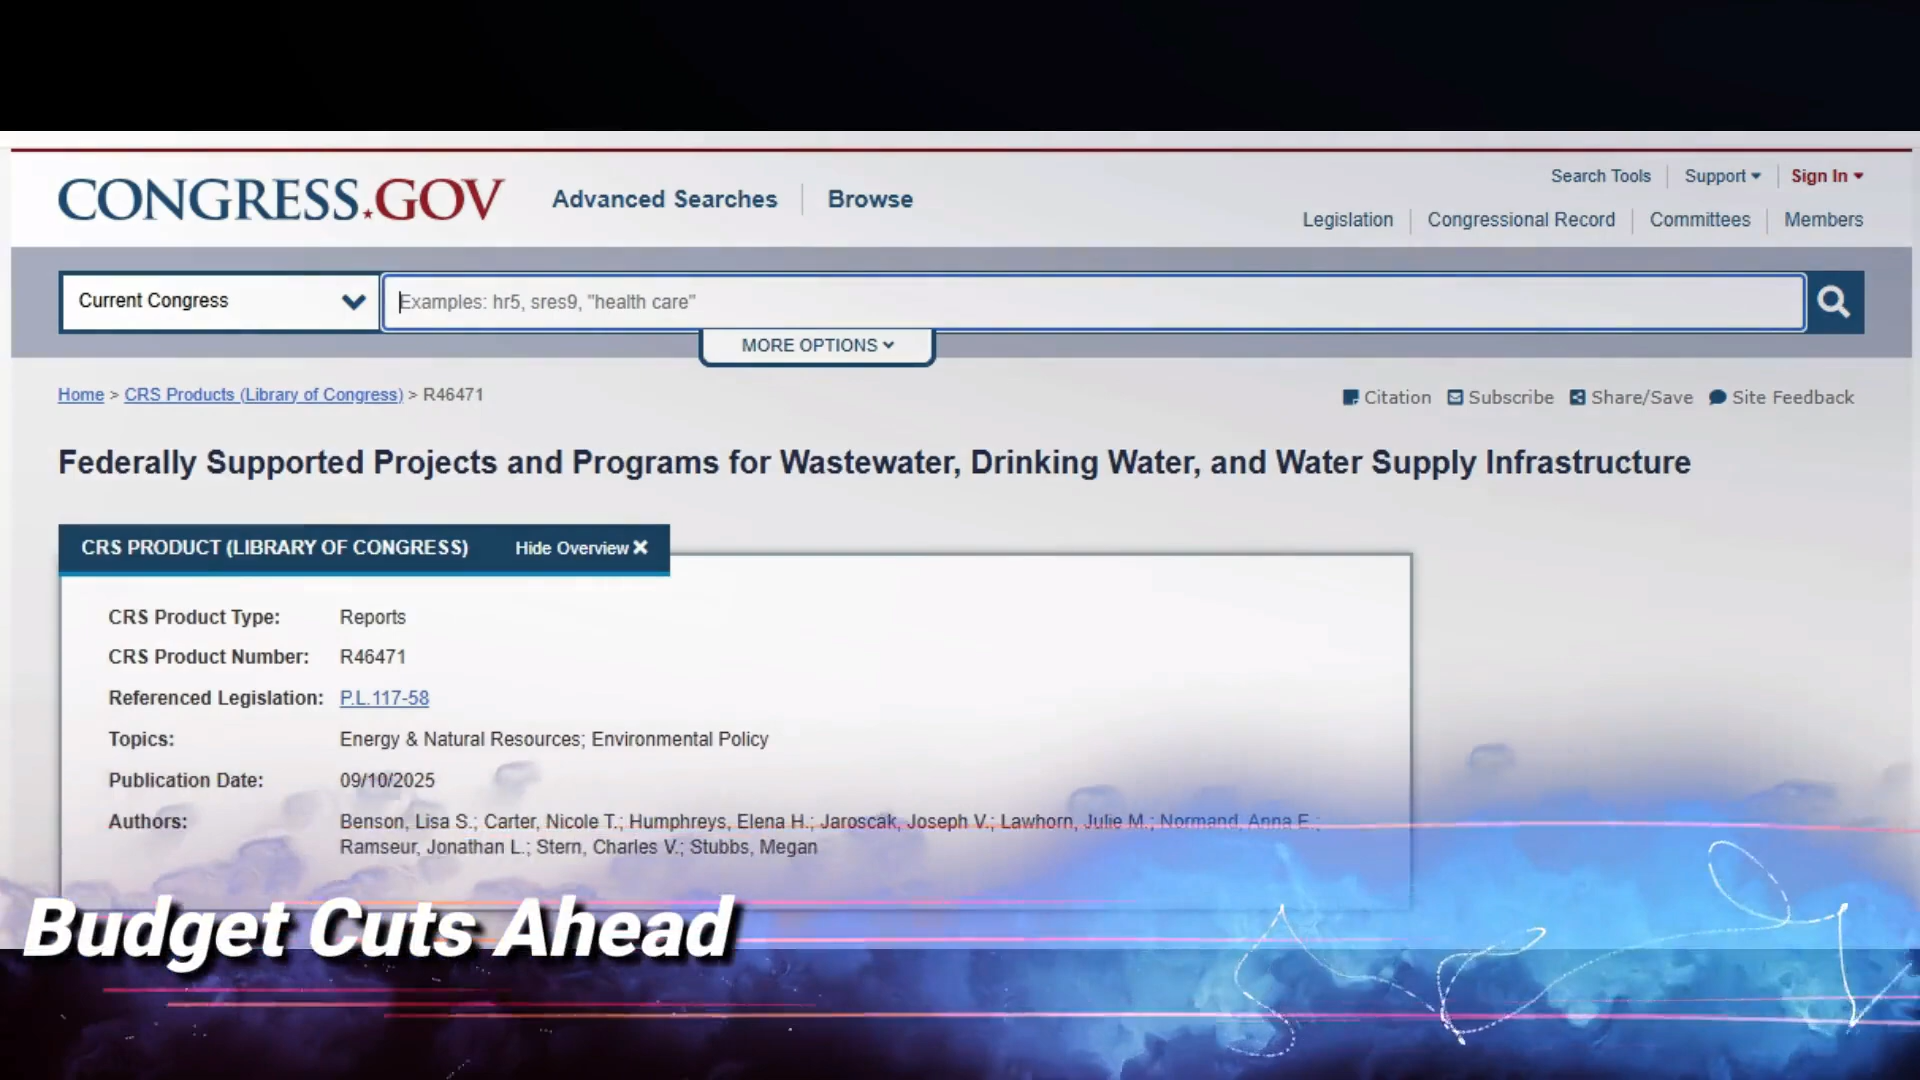 CONGRESS.GOV
Advanced Searches
Browse
Search Tools
Support
Sign In
Legislation
Congressional Record
Committees
Members
Current Congress
Examples: hr5, sres9, "health care"
MORE OPTIONS
Home > CRS Products (Library of Congress) > R46471
Citation
Subscribe
Share/Save
Site Feedback
Federally Supported Projects and Programs for Wastewater, Drinking Water, and Water Supply Infrastructure
CRS PRODUCT (LIBRARY OF CONGRESS)
Hide Overview
CRS Product Type: Reports
CRS Product Number: R46471
Referenced Legislation: P.L.117-58
Topics: Energy & Natural Resources; Environmental Policy
Publication Date: 09/10/2025
Authors: Benson, Lisa S.; Carter, Nicole T.; Humphreys, Elena H.; Jaroscak, Joseph V.; Lawhorn, Julie M.; Normand, Anna E.;
Ramseur, Jonathan L.; Stern, Charles V.; Stubbs, Megan
Budget Cuts Ahead